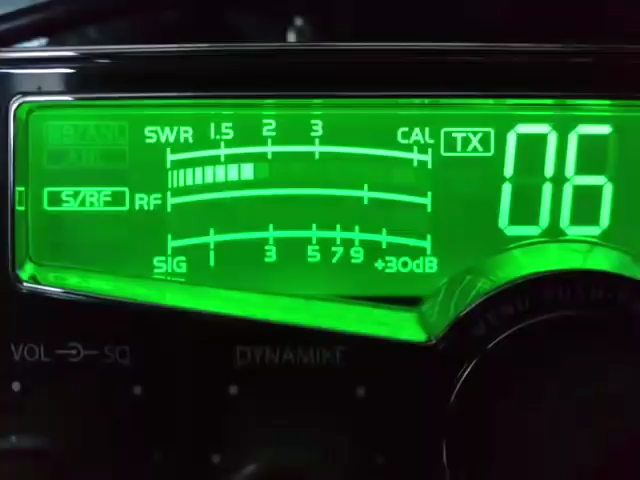 SWR 1.5 2 3 CAL TX 06
S/RF RF
SIG 1 3 5 7 9 +30dB
VOL SQ DYNAMIKE